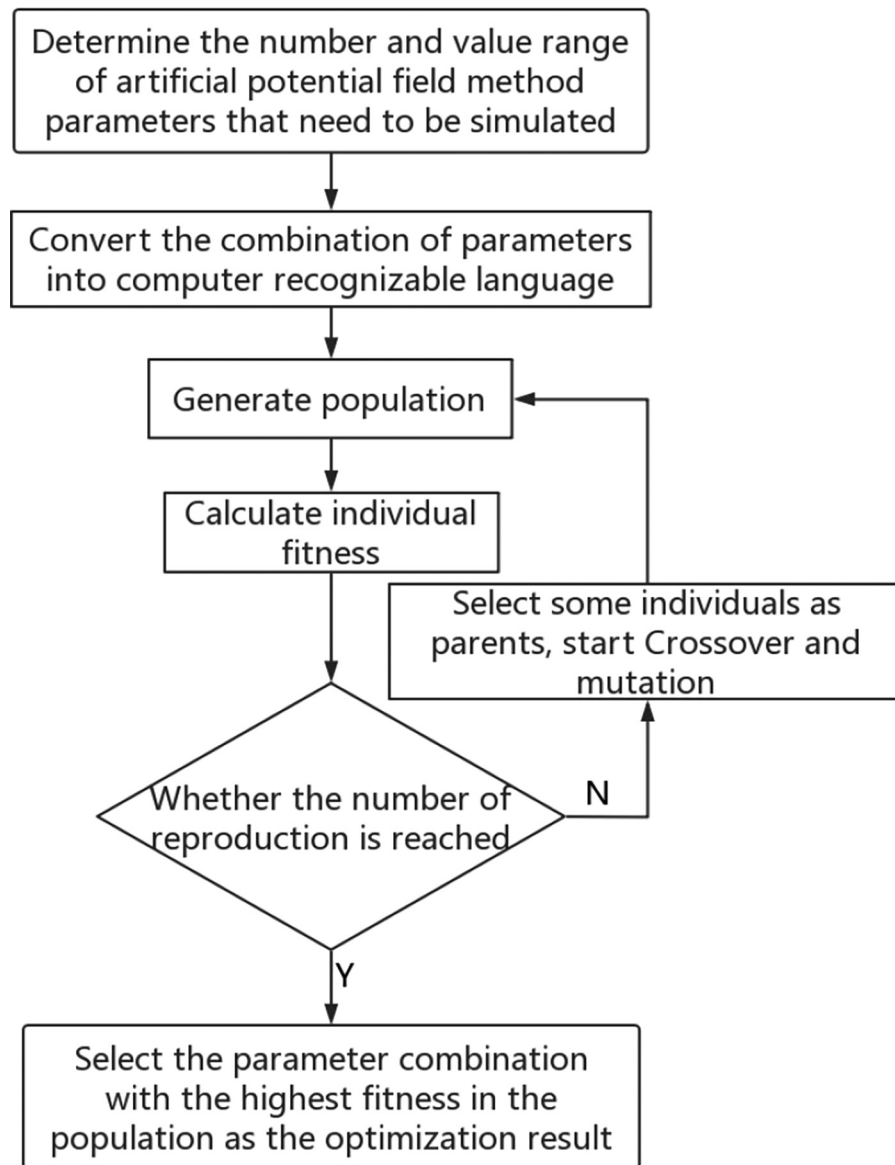 Determine the number and value range
of artificial potential field method
parameters that need to be simulated
Convert the combination of parameters
into computer recognizable language
Generate population
Calculate individual
fitness
Select some individuals as
parents, start Crossover and
mutation
Whether the number of
reproduction is reached
N
Y
Select the parameter combination
with the highest fitness in the
population as the optimization result